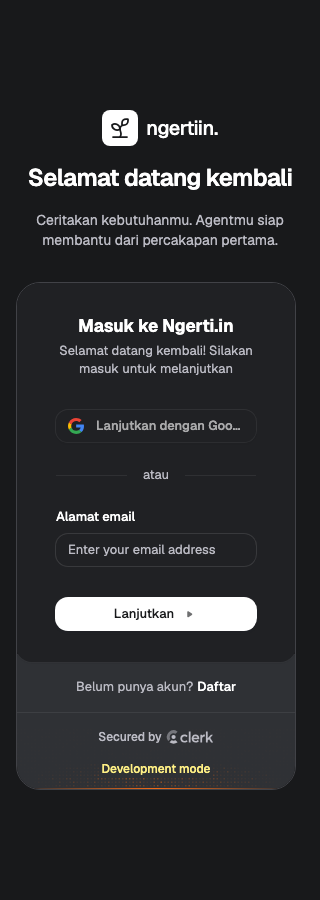 ngertiin.
Selamat datang kembali
Ceritakan kebutuhanmu. Agentmu siap
membantu dari percakapan pertama.
Masuk ke Ngerti.in
Selamat datang kembali! Silakan
masuk untuk melanjutkan
Lanjutkan dengan Goo...
atau
Alamat email
Enter your email address
Lanjutkan
Belum punya akun? Daftar
Secured by clerk
Development mode